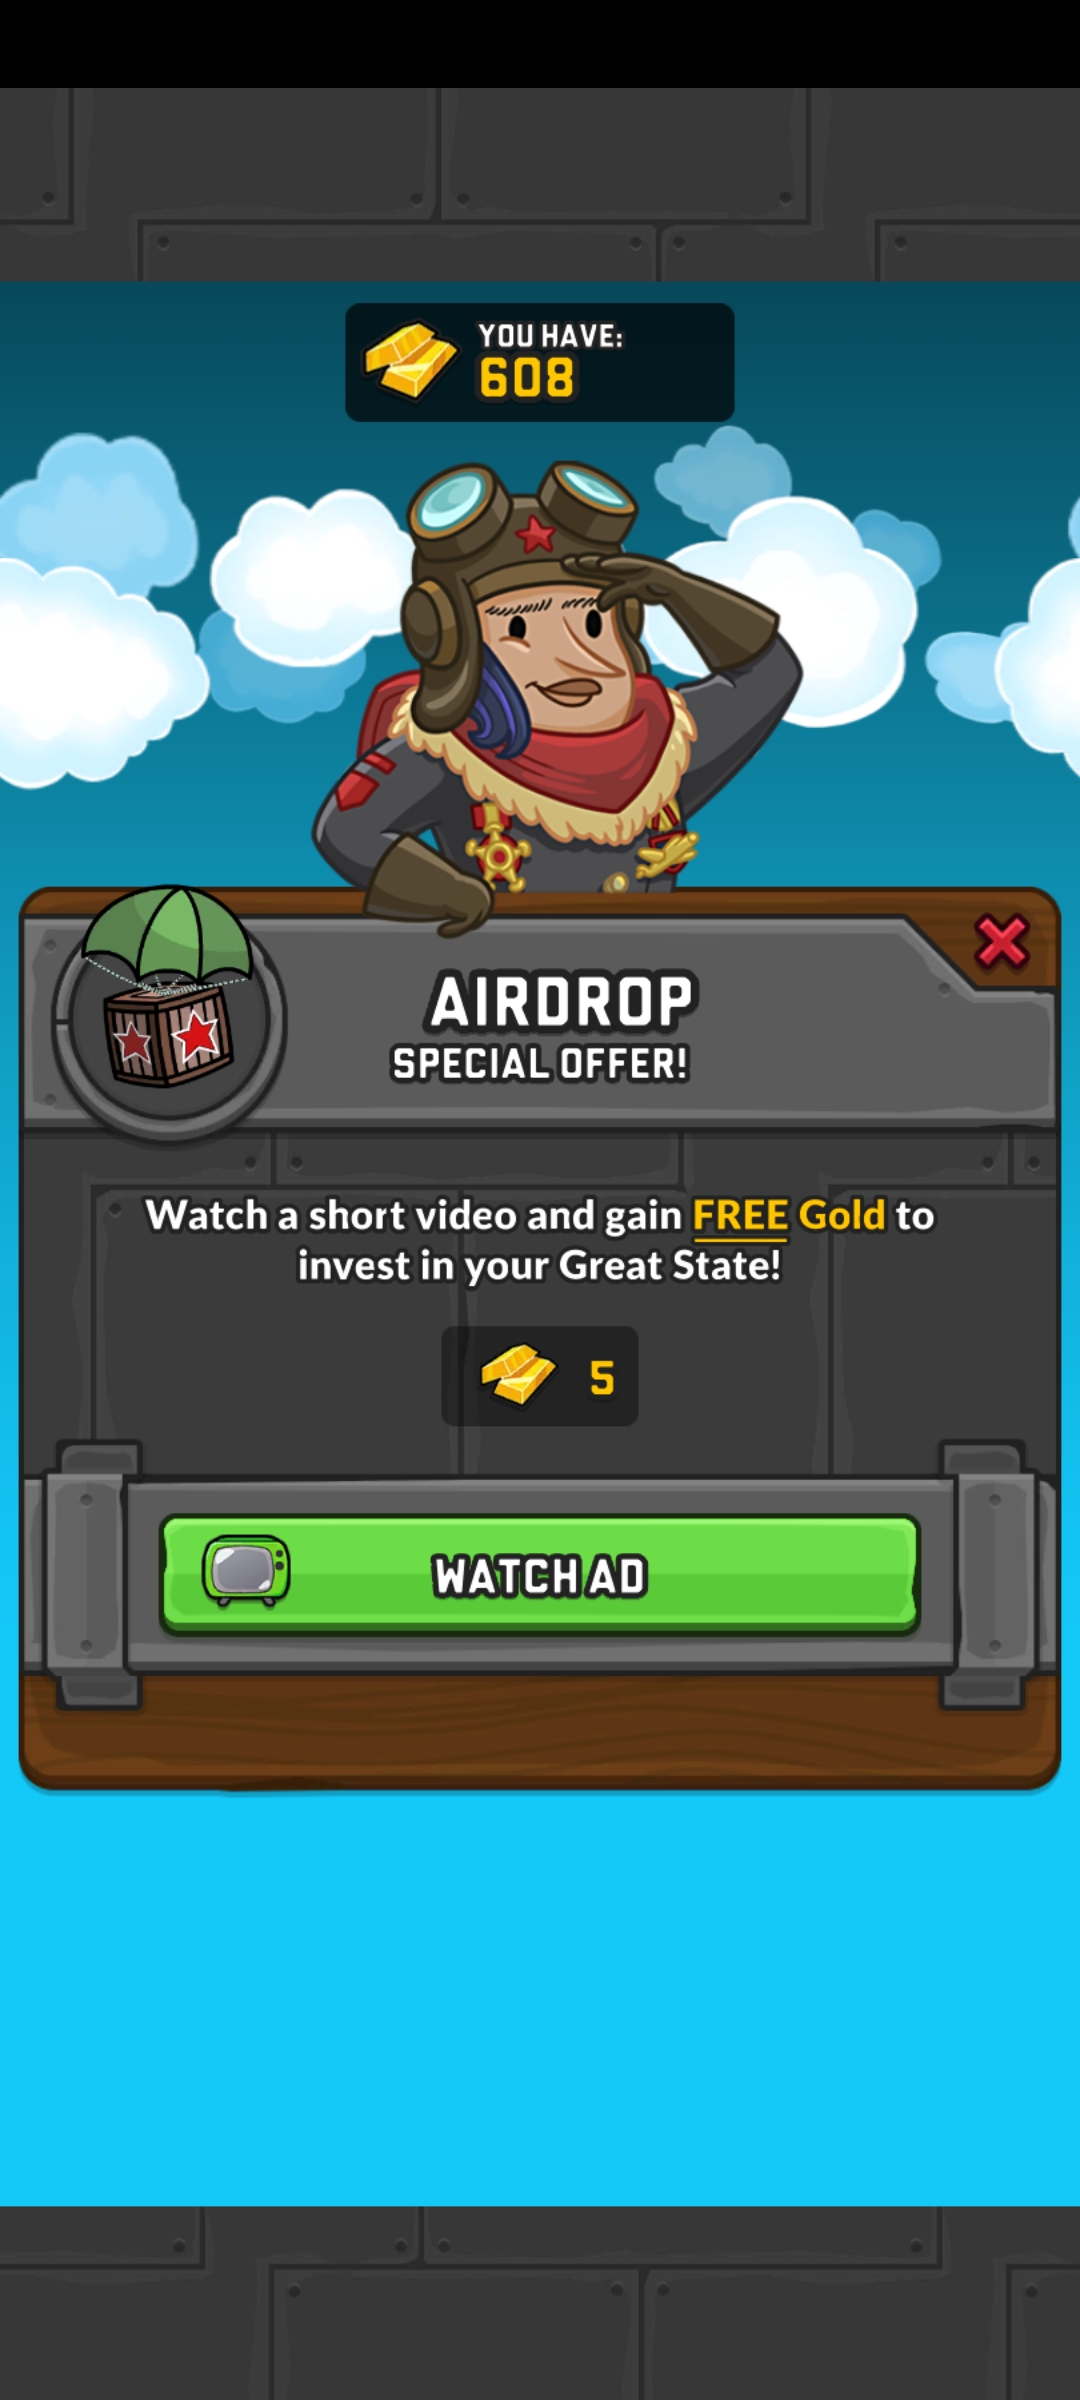 YOU HAVE:
608
AIRDROP
SPECIAL OFFER!
Watch a short video and gain FREE Gold to
invest in your Great State!
5
WATCH AD